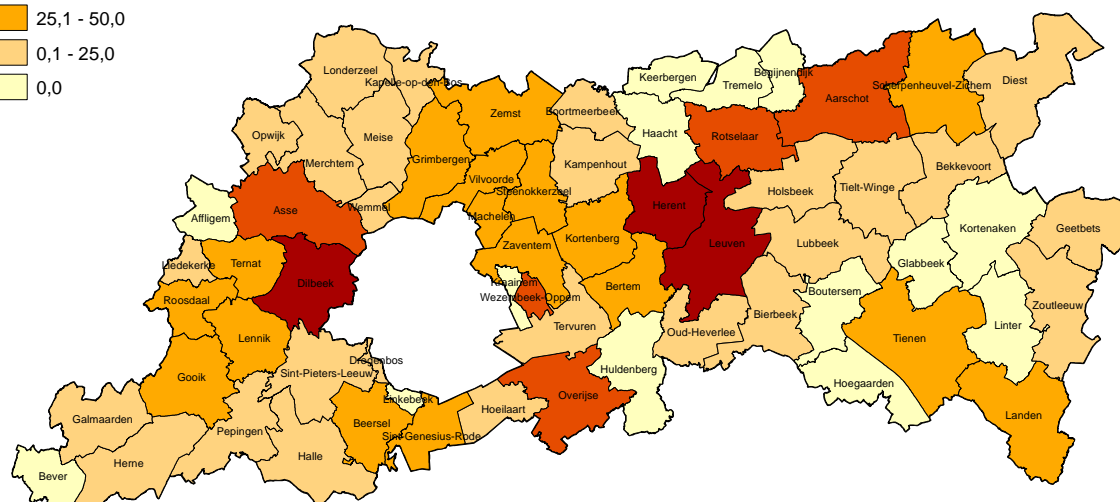 25,1 - 50,0
0,1 - 25,0
0,0
Londerzeel
Kapelle-op-den-Bos
Keerbergen
Tremelo
Begijnendijk
Diest
Scherpenheuvel-Zichem
Aarschot
Zemst
Boortmeerbeek
Opwijk
Meise
Haacht
Rotselaar
Merchtem
Grimbergen
Kampenhout
Bekkevoort
Vilvoorde
Steenokkerzeel
Holsbeek
Tielt-Winge
Asse
Wemmel
Herent
Affligem
Machelen
Kortenaken
Geetbets
Zaventem
Kortenberg
Leuven
Lubbeek
Liedekerke
Ternat
Glabbeek
Dilbeek
Kraainem
Bertem
Wezembeek-Oppem
Boutersem
Roosdaal
Zoutleeuw
Bierbeek
Tervuren
Oud-Heverlee
Linter
Lennik
Tienen
Drogenbos
Sint-Pieters-Leeuw
Huldenberg
Gooik
Hoegaarden
Linkebeek
Overijse
Hoeilaart
Galmaarden
Beersel
Landen
Pepingen
Sint-Genesius-Rode
Halle
Herne
Bever